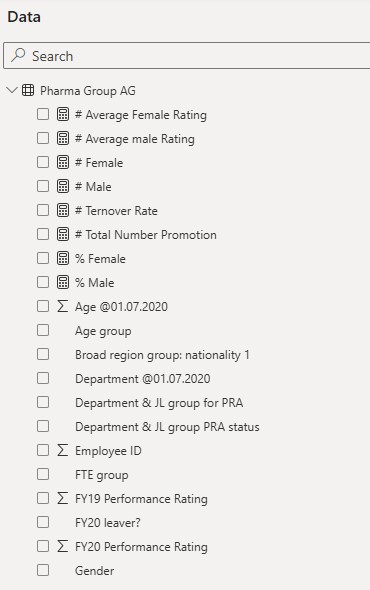 Data
Search
Pharma Group AG
# Average Female Rating
# Average male Rating
# Female
# Male
# Ternover Rate
# Total Number Promotion
% Female
% Male
Age @01.07.2020
Age group
Broad region group: nationality 1
Department @01.07.2020
Department & JL group for PRA
Department & JL group PRA status
Employee ID
FTE group
FY19 Performance Rating
FY20 leaver?
FY20 Performance Rating
Gender